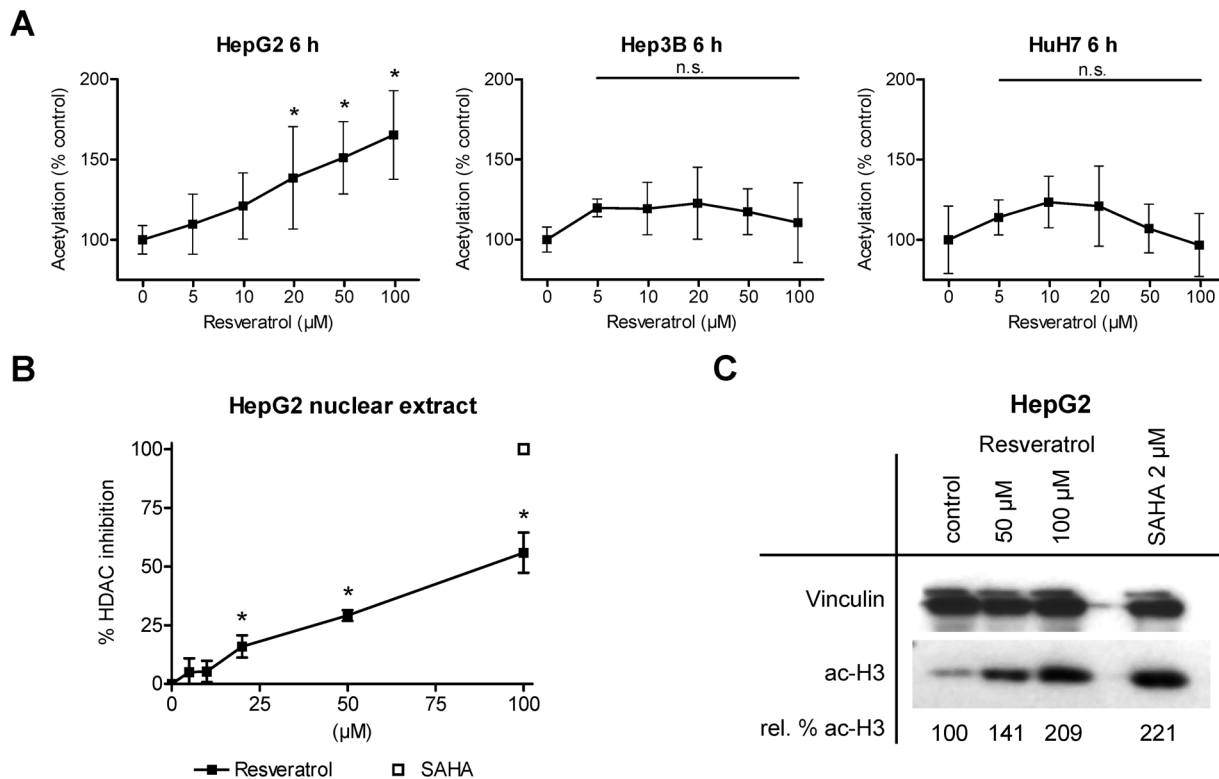 A
HepG2 6 h
Hep3B 6 h
HuH7 6 h
Acetylation (% control)
200
150
100
* * *
0 5 10 20 50 100
Resveratrol (µM)
Acetylation (% control)
200
150
100
n.s.
0 5 10 20 50 100
Resveratrol (µM)
Acetylation (% control)
200
150
100
n.s.
0 5 10 20 50 100
Resveratrol (µM)
B
HepG2 nuclear extract
% HDAC inhibition
100
75
50
25
0
* * *
0 25 50 75 100
(µM)
Resveratrol SAHA
C
HepG2
Resveratrol
control
50 µM
100 µM
SAHA 2 µM
Vinculin
ac-H3
rel. % ac-H3 100 141 209 221